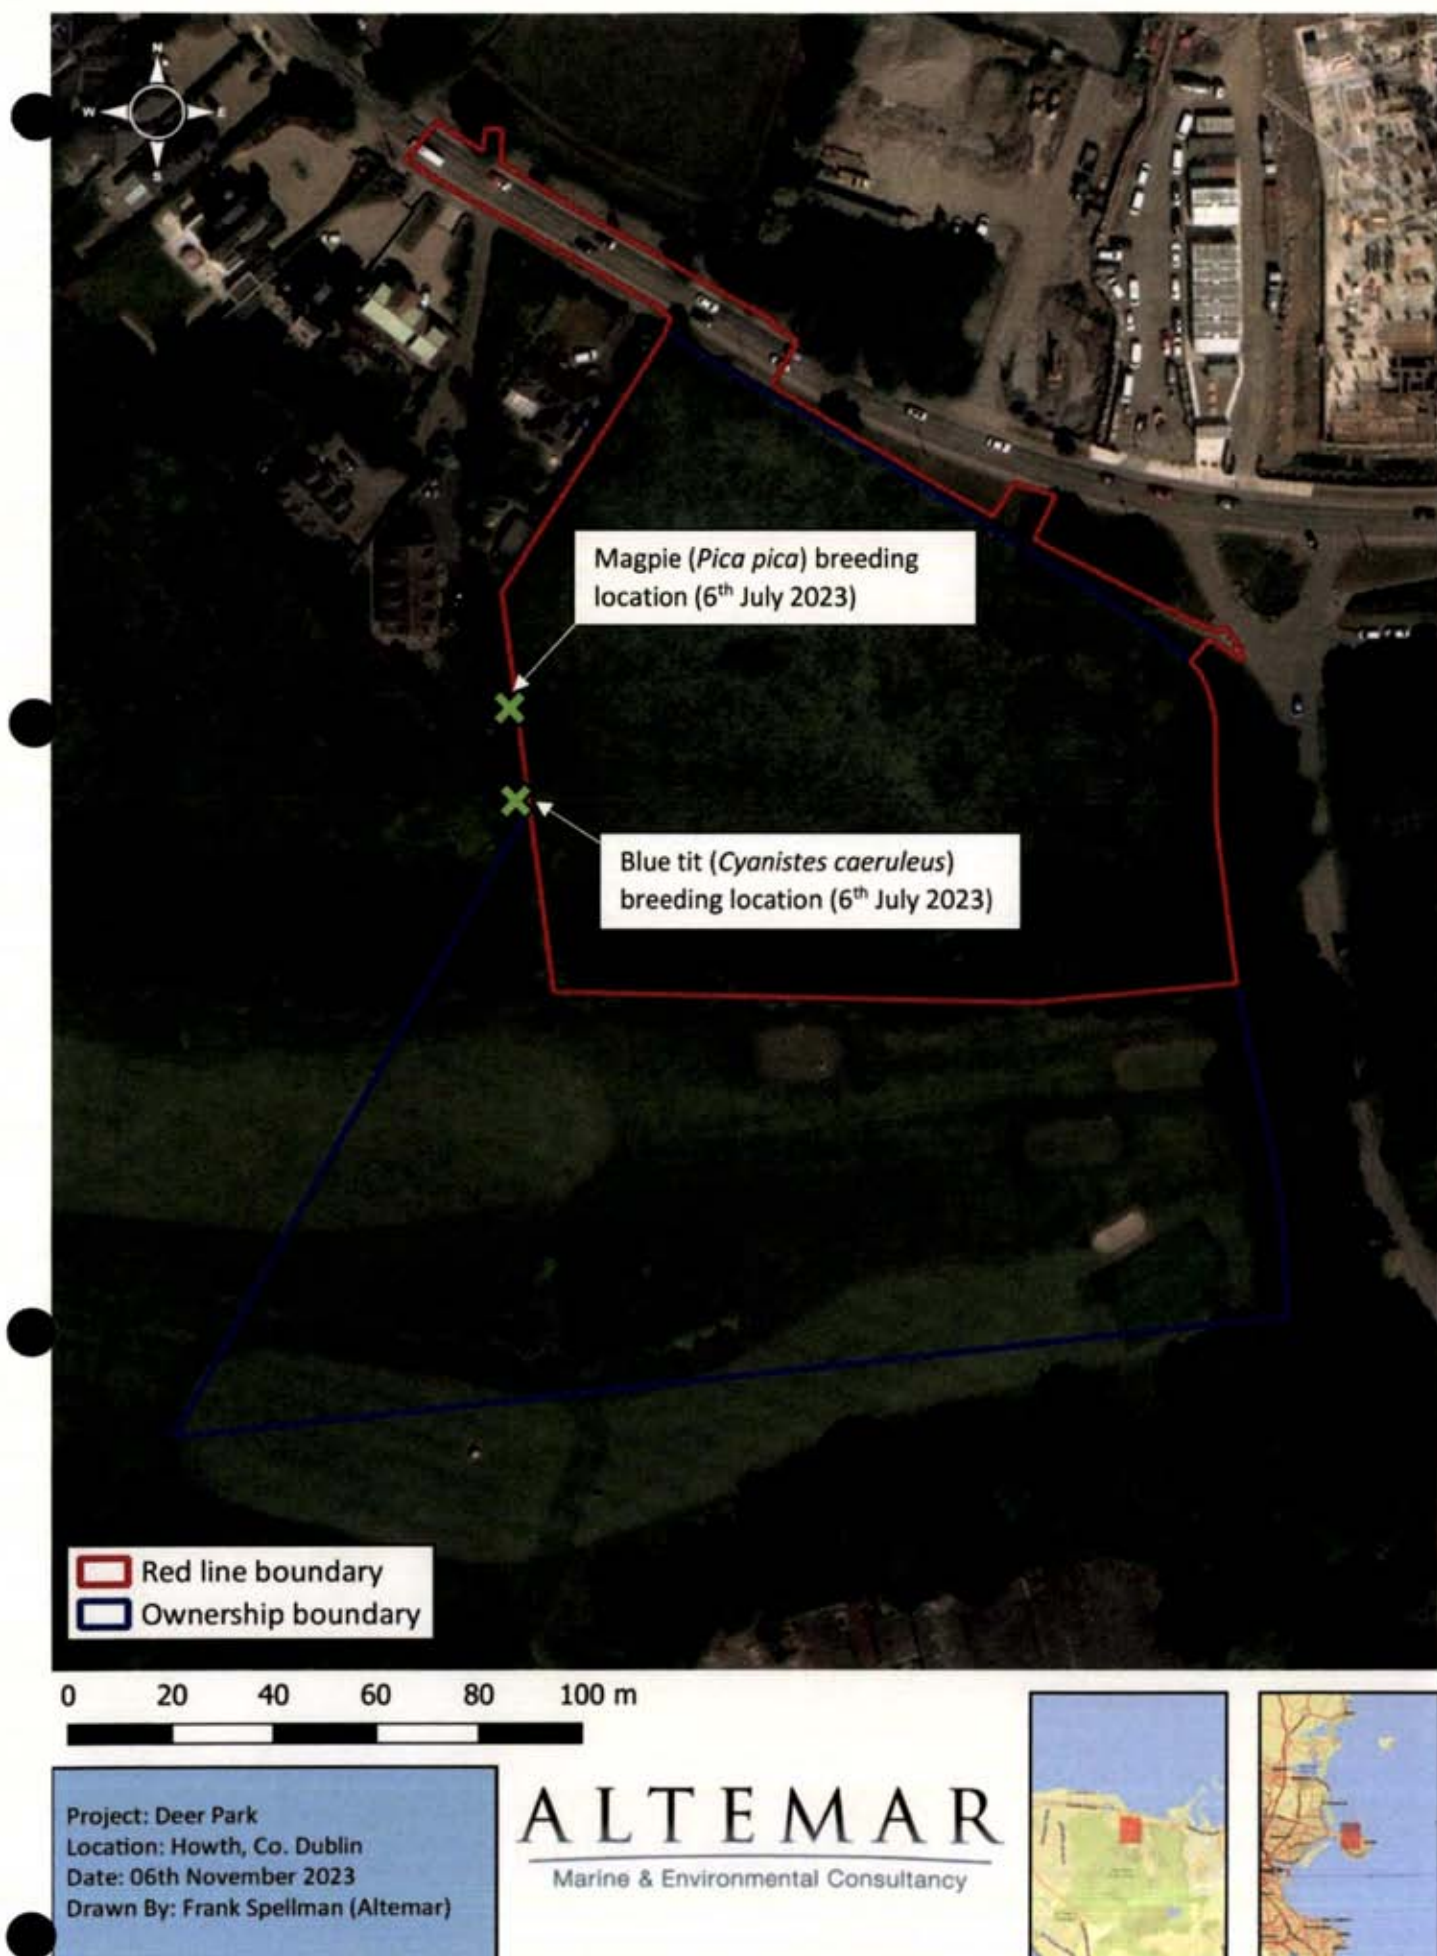 N
W E
S
Magpie (Pica pica) breeding
location (6th July 2023)
Blue tit (Cyanistes caeruleus)
breeding location (6th July 2023)
Red line boundary
Ownership boundary
0 20 40 60 80 100 m
Project: Deer Park
Location: Howth, Co. Dublin
Date: 06th November 2023
Drawn By: Frank Spellman (Altemar)
ALTEMAR
Marine & Environmental Consultancy